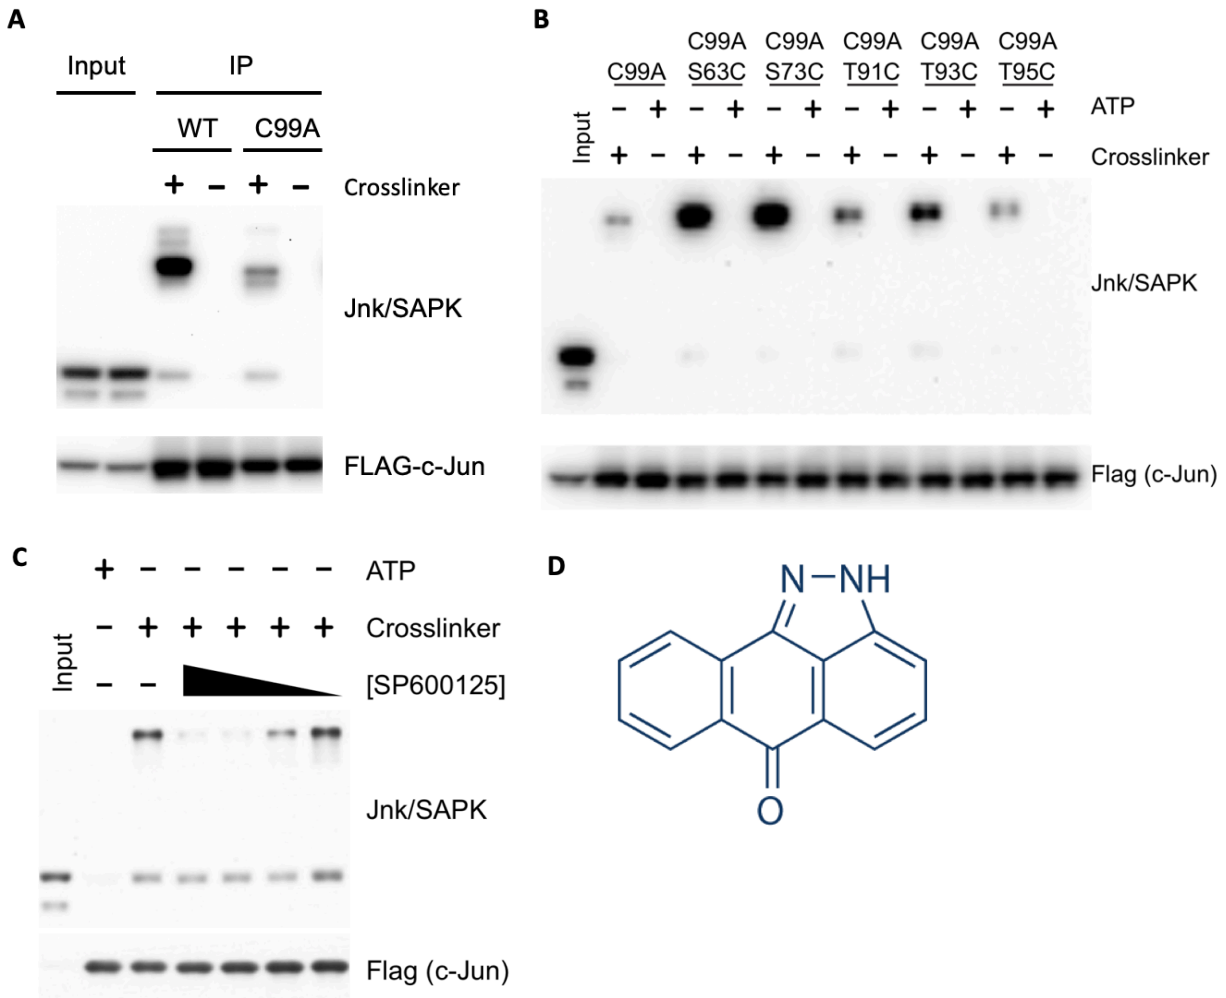 A
Input IP
WT C99A
+ − + − Crosslinker
Jnk/SAPK
FLAG-c-Jun
B
C99A C99A C99A C99A C99A
C99A S63C S73C T91C T93C T95C
Input
− + − + − + − + − + − + ATP
+ − + − + − + − + − + − Crosslinker
Jnk/SAPK
Flag (c-Jun)
C
+ − − − − − ATP
− + + + + + Crosslinker
Input
− − [SP600125]
Jnk/SAPK
Flag (c-Jun)
D
N NH
O